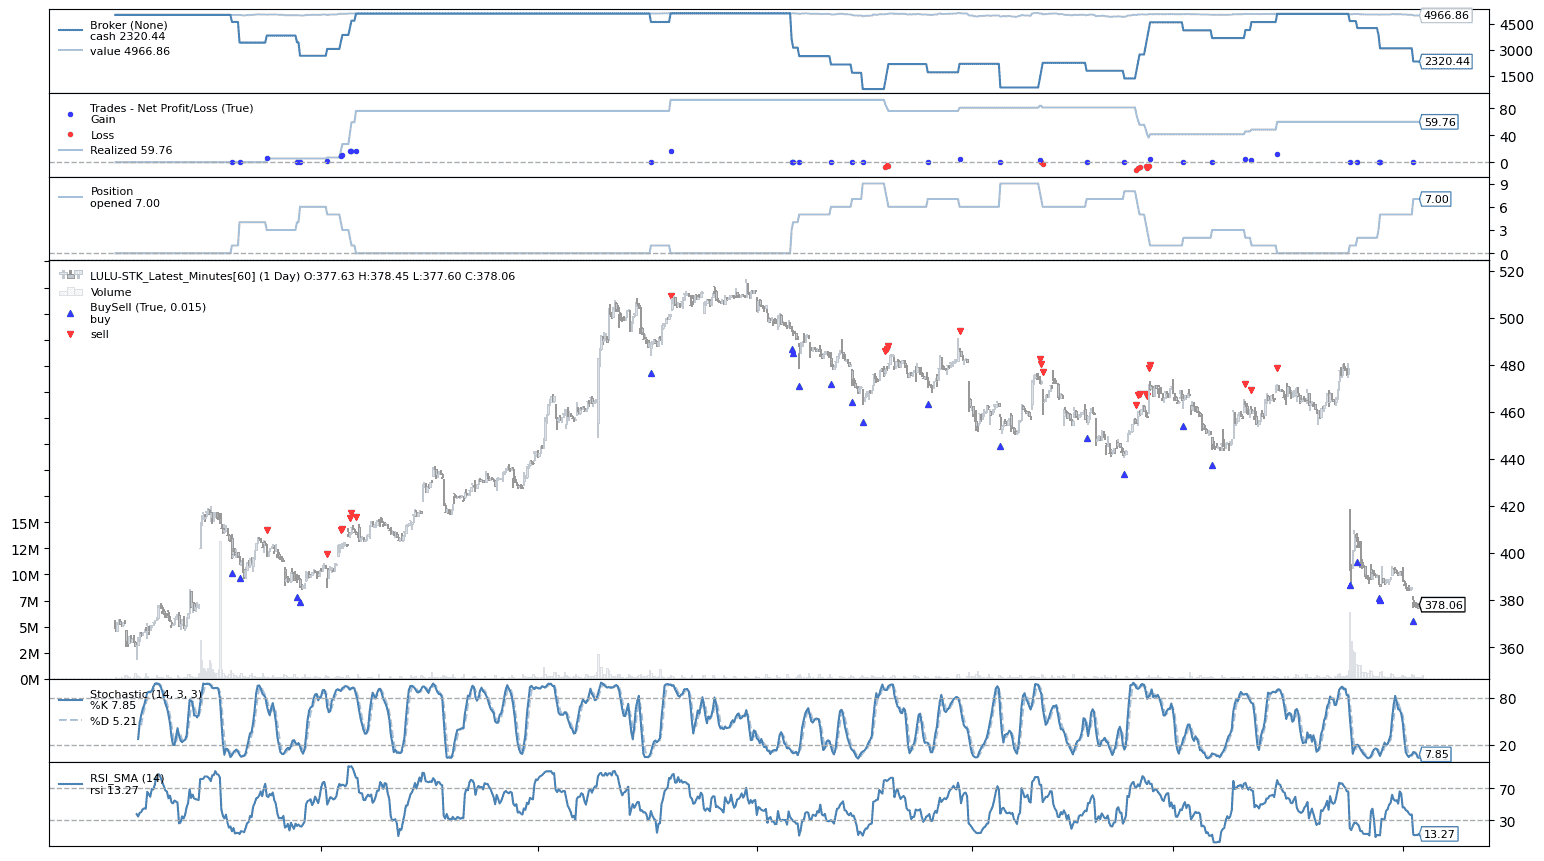 Broker (None)
cash 2320.44
value 4966.86
4966.86
4500
3000
2320.44
1500
Trades - Net Profit/Loss (True)
Gain
Loss
Realized 59.76
80
59.76
40
0
Position
opened 7.00
9
7.00
6
3
0
LULU-STK_Latest_Minutes[60] (1 Day) O:377.63 H:378.45 L:377.60 C:378.06
Volume
BuySell (True, 0.015)
buy
sell
520
500
480
460
440
420
400
380
378.06
360
15M
12M
10M
7M
5M
2M
0M
Stochastic (14, 3, 3)
%K 7.85
%D 5.21
80
20
7.85
RSI_SMA (14)
rsi 13.27
70
30
13.27